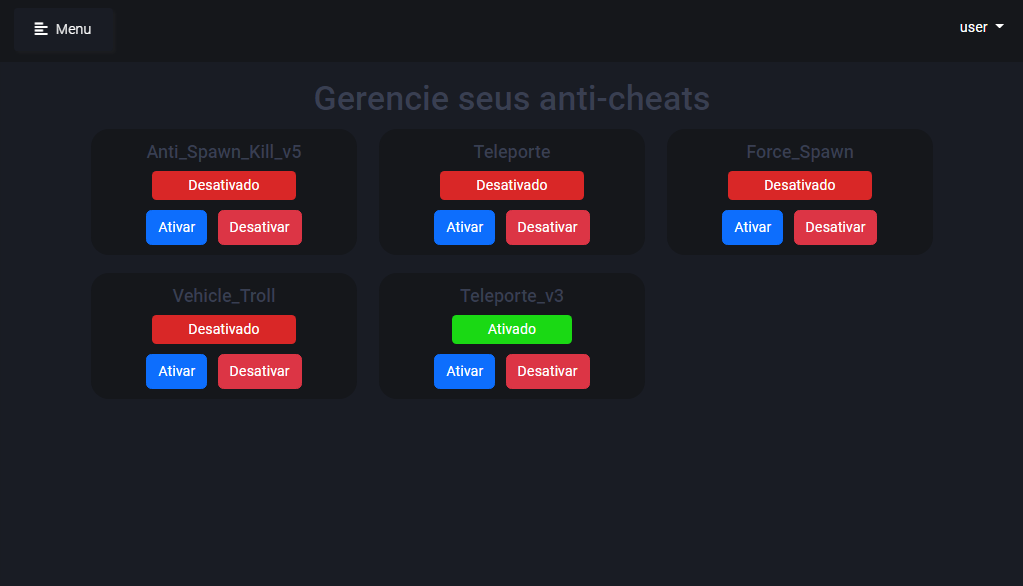 Menu
user
Gerencie seus anti-cheats
Anti_Spawn_Kill_v5
Desativado
Ativar Desativar
Teleporte
Desativado
Ativar Desativar
Force_Spawn
Desativado
Ativar Desativar
Vehicle_Troll
Desativado
Ativar Desativar
Teleporte_v3
Ativado
Ativar Desativar